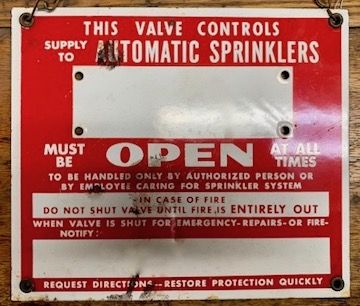 THIS VALVE CONTROLS
SUPPLY TO AUTOMATIC SPRINKLERS
MUST BE OPEN AT ALL TIMES
TO BE HANDLED ONLY BY AUTHORIZED PERSON OR
BY EMPLOYEE CARING FOR SPRINKLER SYSTEM
IN CASE OF FIRE
DO NOT SHUT VALVE UNTIL FIRE IS ENTIRELY OUT
WHEN VALVE IS SHUT FOR EMERGENCY-REPAIRS-OR FIRE-
NOTIFY:
REQUEST DIRECTIONS--RESTORE PROTECTION QUICKLY